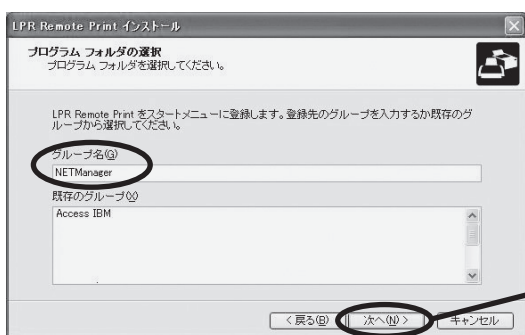 LPR Remote Print インストール
プログラム フォルダの選択
プログラム フォルダを選択してください。
LPR Remote Print をスタートメニューに登録します。登録先のグループを入力するか既存のグ
ループから選択してください。
グループ名(G)
NETManager
既存のグループ(X)
Access IBM
< 戻る(B)
次へ(N) >
キャンセル